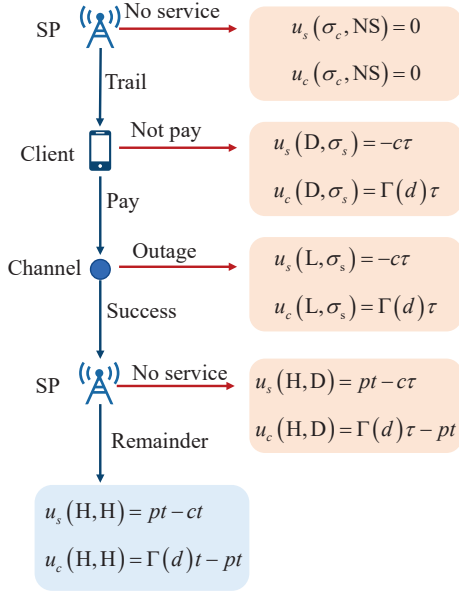 No service
SP
u_s(σ_c, NS) = 0
u_c(σ_c, NS) = 0
Trail
Not pay
Client
u_s(D, σ_s) = −cτ
u_c(D, σ_s) = Γ(d)τ
Pay
Outage
Channel
u_s(L, σ_s) = −cτ
u_c(L, σ_s) = Γ(d)τ
Success
No service
SP
u_s(H, D) = pt − cτ
u_c(H, D) = Γ(d)τ − pt
Remainder
u_s(H, H) = pt − ct
u_c(H, H) = Γ(d)t − pt